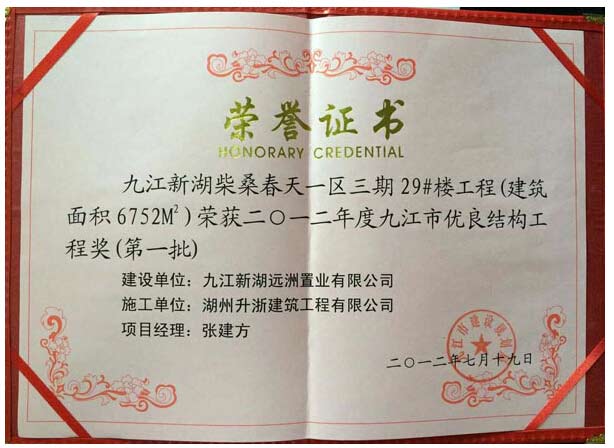 荣誉证书
HONORARY CREDENTIAL
九江新湖柴桑春天一区三期29#楼工程(建筑
面积6752M²)荣获二〇一二年度九江市优良结构工
程奖(第一批)
建设单位：九江新湖远洲置业有限公司
施工单位：湖州升浙建筑工程有限公司
项目经理：张建方
二〇一二年七月十九日